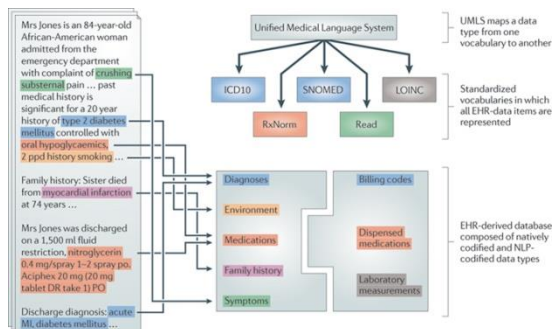 Mrs Jones is an 84-year-old
African-American woman
admitted from the
emergency department
with complaint of crushing
substernal pain ... past
medical history is
significant for a 20 year
history of type 2 diabetes
mellitus controlled with
oral hypoglycaemics,
2 ppd history smoking ...
Family history: Sister died
from myocardial infarction
at 74 years ...
Mrs Jones was discharged
on a 1,500 ml fluid
restriction, nitroglycerin
0.4 mg/spray 1–2 spray po.
Aciphex 20 mg (20 mg
tablet DR take 1) PO
Discharge diagnosis: acute
MI, diabetes mellitus ...
Unified Medical Language System
ICD10
SNOMED
LOINC
RxNorm
Read
UMLS maps a data
type from one
vocabulary to another
Standardized
vocabularies in which
all EHR-data items are
represented
Diagnoses
Environment
Medications
Family history
Symptoms
Billing codes
Dispensed
medications
Laboratory
measurements
EHR-derived database
composed of natively
codified and NLP-
codified data types